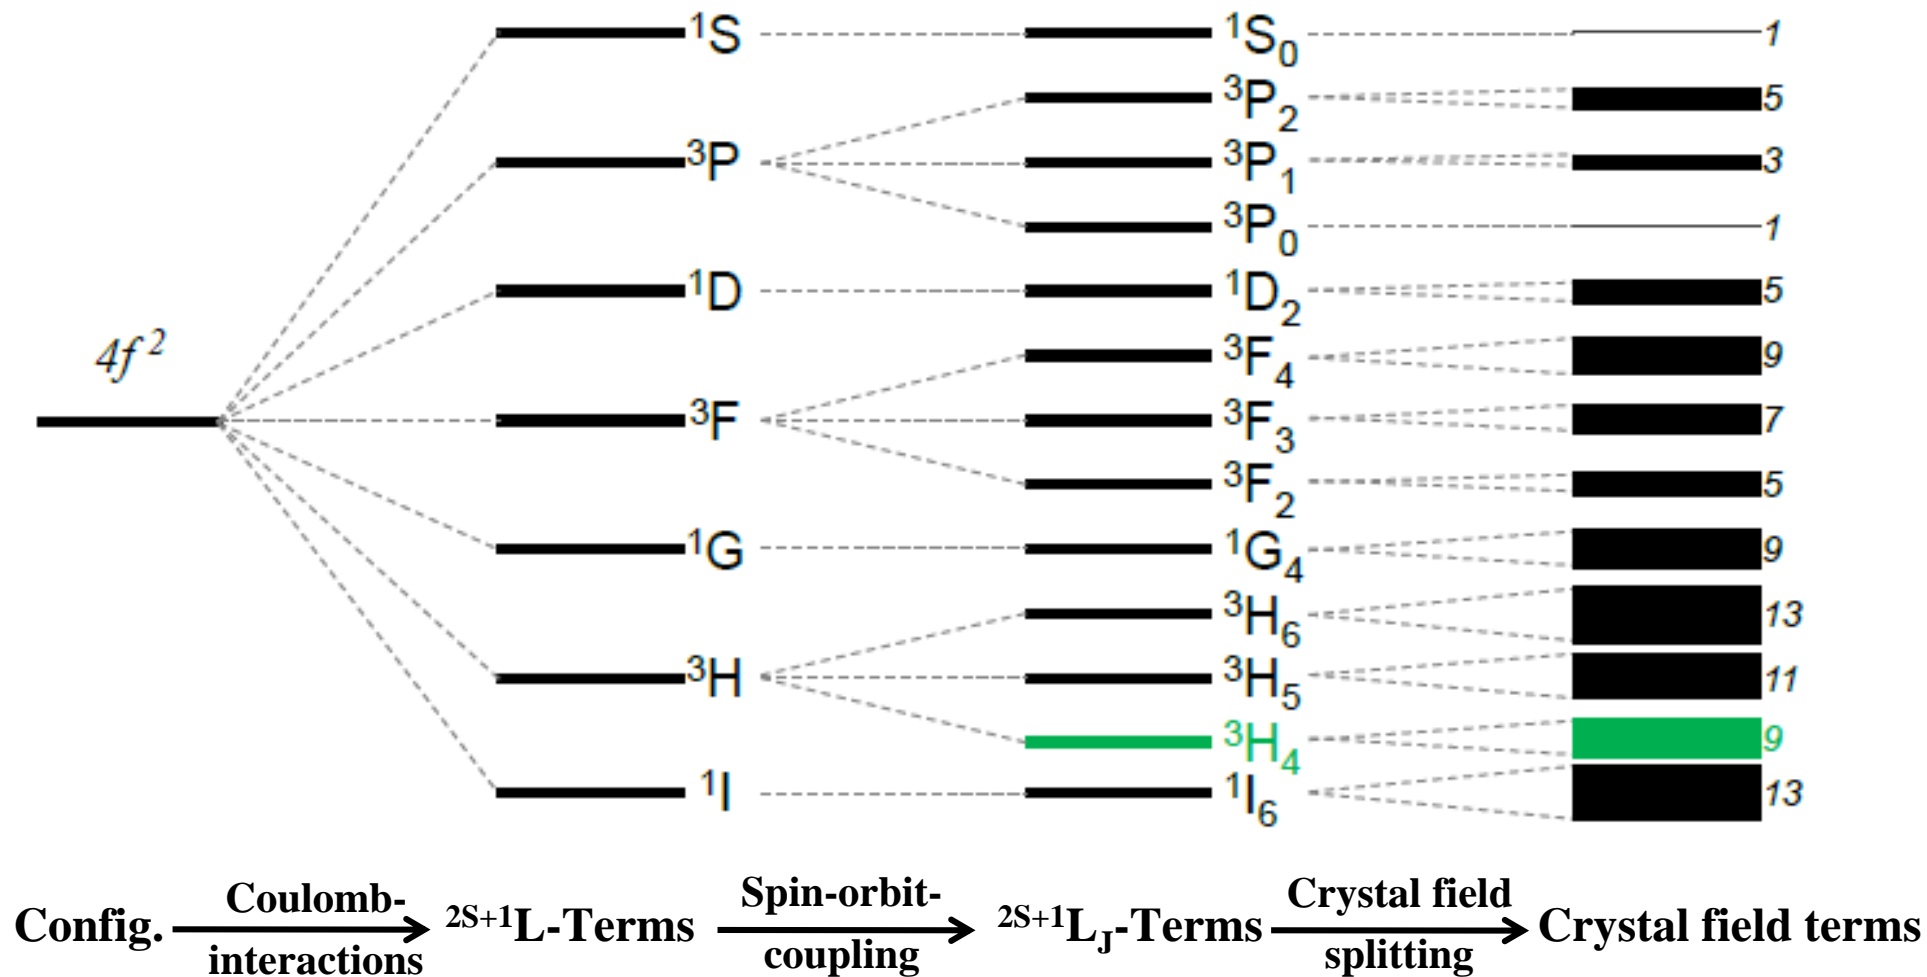 ¹S ¹S₀ 1
³P₂ 5
³P ³P₁ 3
³P₀ 1
¹D ¹D₂ 5
4f ² ³F₄ 9
³F ³F₃ 7
³F₂ 5
¹G ¹G₄ 9
³H₆ 13
³H ³H₅ 11
³H₄ 9
¹I ¹I₆ 13
Config. Coulomb-interactions ²ˢ⁺¹L-Terms Spin-orbit-coupling ²ˢ⁺¹L_J-Terms Crystal field splitting Crystal field terms